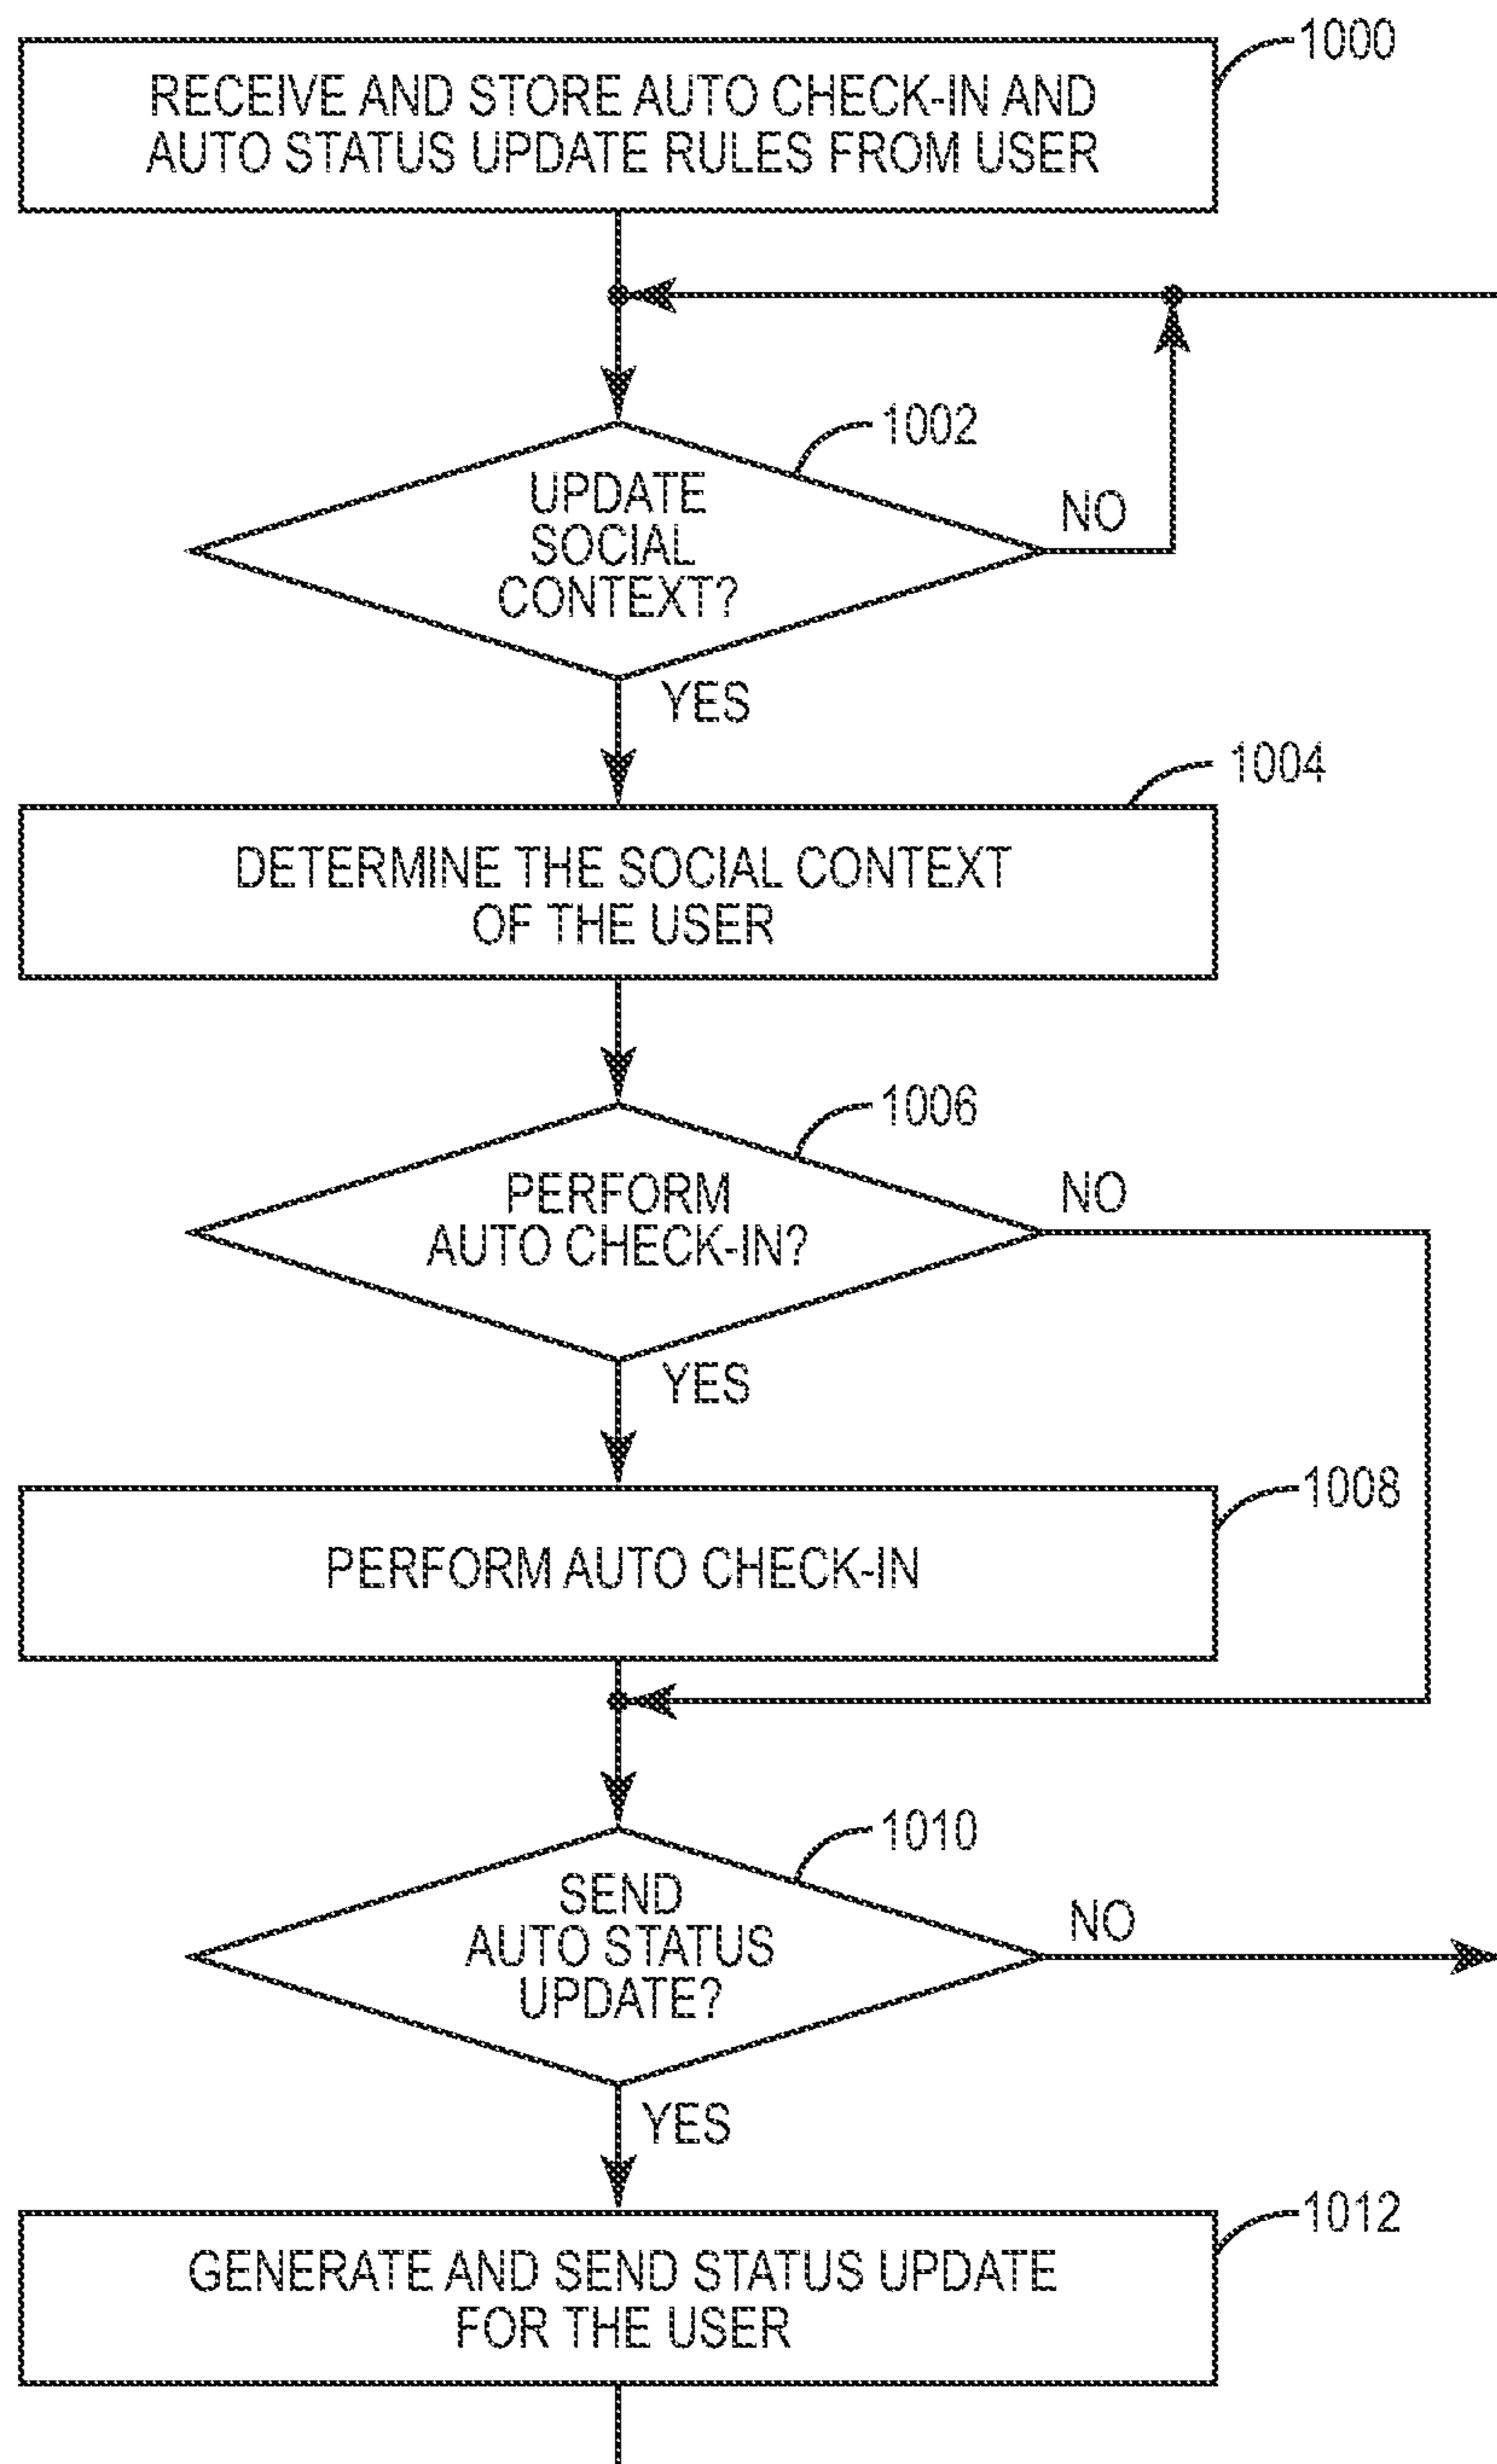 1000
RECEIVE AND STORE AUTO CHECK-IN AND
AUTO STATUS UPDATE RULES FROM USER
1002
UPDATE
SOCIAL
CONTEXT?
NO
YES
1004
DETERMINE THE SOCIAL CONTEXT
OF THE USER
1006
PERFORM
AUTO CHECK-IN?
NO
YES
1008
PERFORM AUTO CHECK-IN
1010
SEND
AUTO STATUS
UPDATE?
NO
YES
1012
GENERATE AND SEND STATUS UPDATE
FOR THE USER